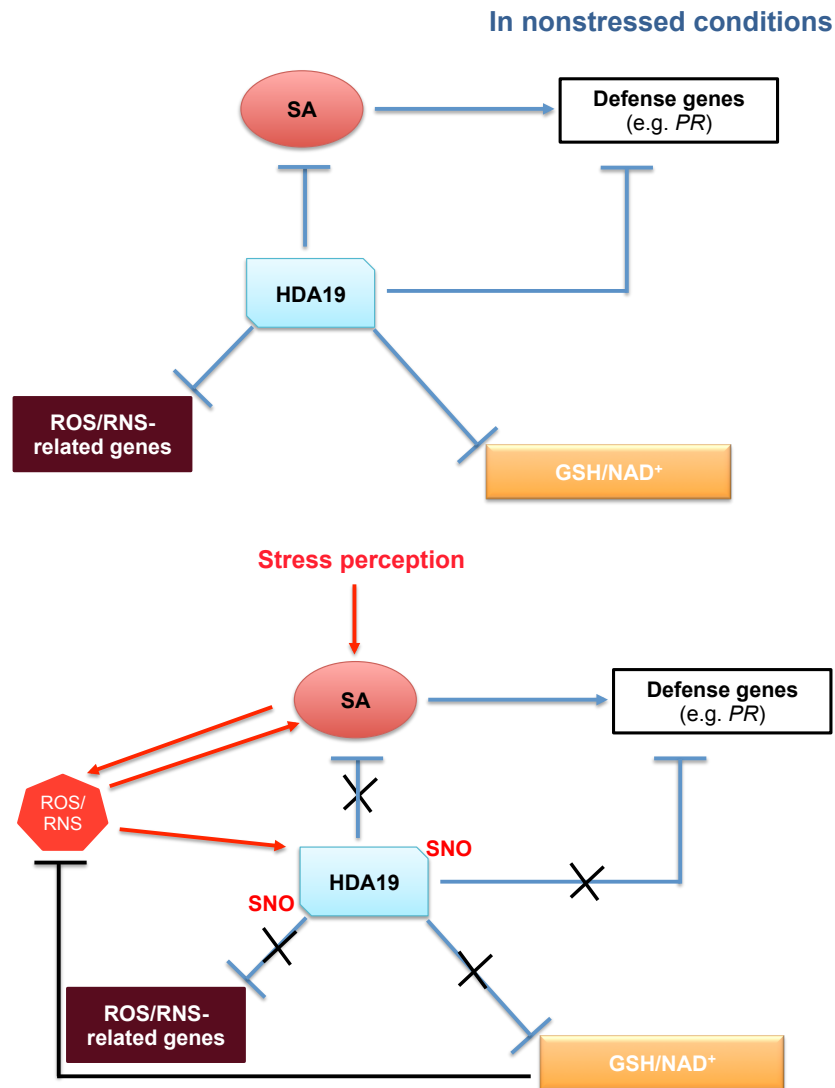 In nonstressed conditions
SA
Defense genes
(e.g. PR)
HDA19
ROS/RNS-
related genes
GSH/NAD⁺
Stress perception
SA
Defense genes
(e.g. PR)
ROS/
RNS
SNO
HDA19
SNO
ROS/RNS-
related genes
GSH/NAD⁺